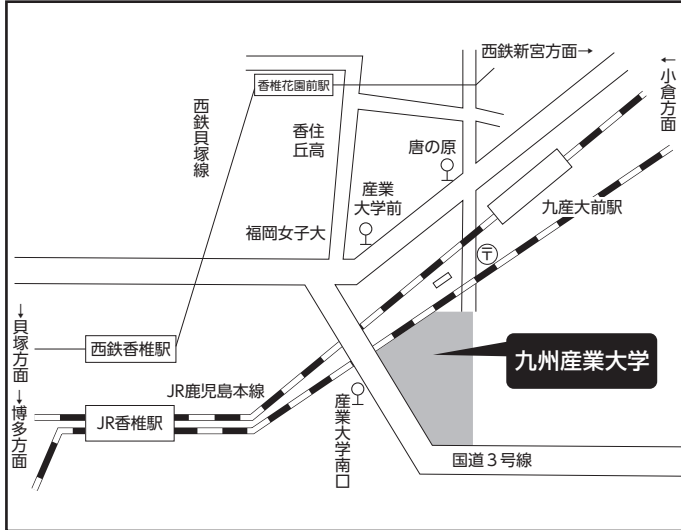 西鉄新宮方面→
←小倉方面
香椎花園前駅
西鉄貝塚線
香住
丘高
唐の原
産業
大学前
九産大前駅
福岡女子大
〒
←貝塚方面
西鉄香椎駅
九州産業大学
JR鹿児島本線
←博多方面
JR香椎駅
産業大学南口
国道３号線